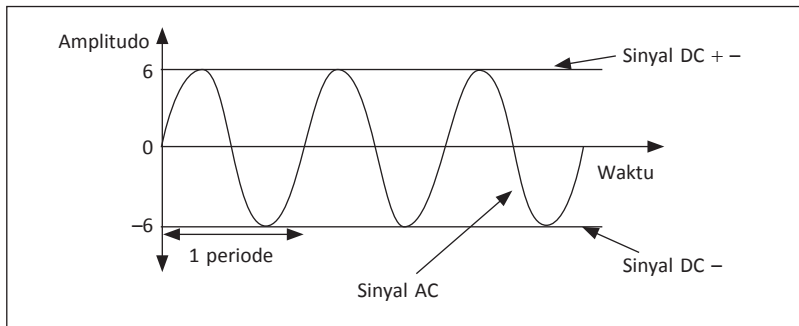 Amplitudo
Sinyal DC + –
6
0
Waktu
–6
1 periode
Sinyal DC –
Sinyal AC